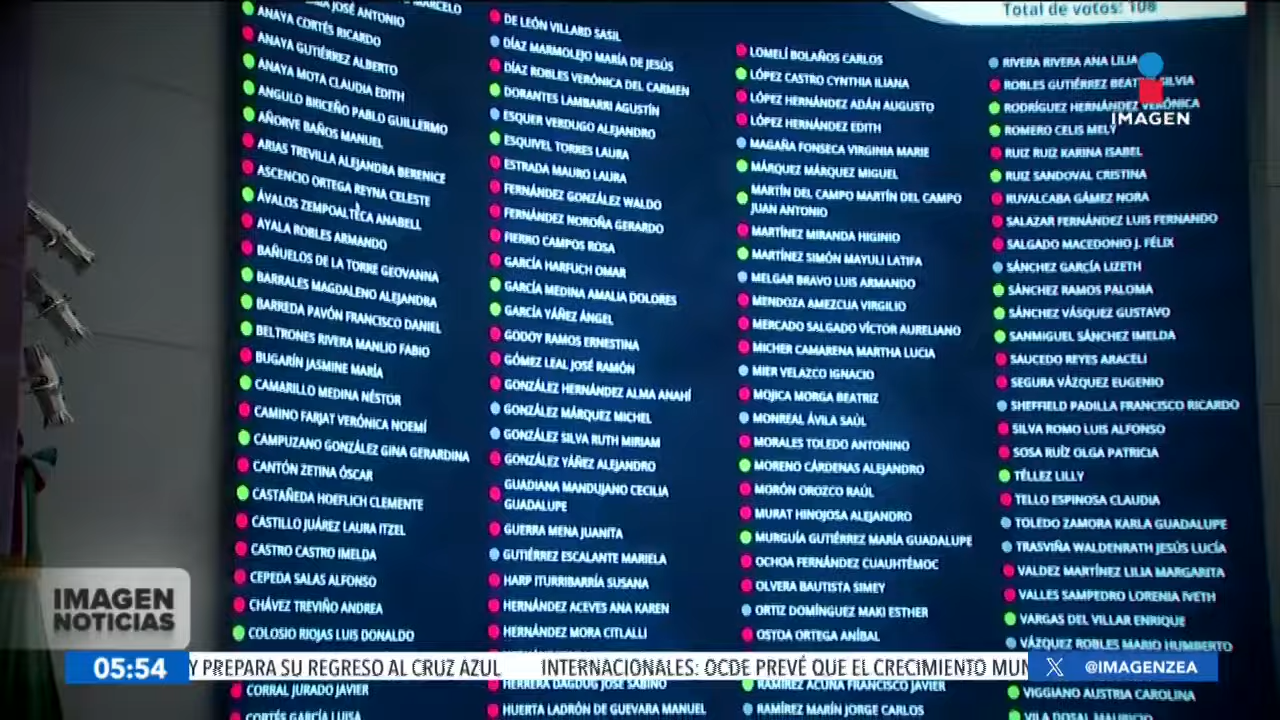 MARCELO
JOSÉ ANTONIO
ANAYA CORTÉS RICARDO
ANAYA GUTIÉRREZ ALBERTO
ANAYA MOTA CLAUDIA EDITH
ANGULO BRICEÑO PABLO GUILLERMO
AÑORVE BAÑOS MANUEL
ARIAS TREVILLA ALEJANDRA BERENICE
ASCENCIO ORTEGA REYNA CELESTE
ÁVALOS ZEMPOALTECA ANABELL
AYALA ROBLES ARMANDO
BAÑUELOS DE LA TORRE GEOVANNA
BARRALES MAGDALENO ALEJANDRA
BARREDA PAVÓN FRANCISCO DANIEL
BELTRONES RIVERA MANLIO FABIO
BUGARÍN JASMINE MARÍA
CAMARILLO MEDINA NÉSTOR
CAMINO FARJAT VERÓNICA NOEMÍ
CAMPUZANO GONZÁLEZ GINA GERARDINA
CANTÓN ZETINA ÓSCAR
CASTAÑEDA HOEFLICH CLEMENTE
CASTILLO JUÁREZ LAURA ITZEL
CASTRO CASTRO IMELDA
CEPEDA SALAS ALFONSO
CHÁVEZ TREVIÑO ANDREA
COLOSIO RIOJAS LUIS DONALDO
CORRAL JURADO JAVIER
CORTÉS GARCÍA LUISA
DE LEÓN VILLARD SASIL
DÍAZ MARMOLEJO MARÍA DE JESÚS
DÍAZ ROBLES VERÓNICA DEL CARMEN
DORANTES LAMBARRI AGUSTÍN
ESQUER VERDUGO ALEJANDRO
ESQUIVEL TORRES LAURA
ESTRADA MAURO LAURA
FERNÁNDEZ GONZÁLEZ WALDO
FERNÁNDEZ NOROÑA GERARDO
FIERRO CAMPOS ROSA
GARCÍA HARFUCH OMAR
GARCÍA MEDINA AMALIA DOLORES
GARCÍA YÁÑEZ ÁNGEL
GODOY RAMOS ERNESTINA
GÓMEZ LEAL JOSÉ RAMÓN
GONZÁLEZ HERNÁNDEZ ALMA ANAHÍ
GONZÁLEZ MÁRQUEZ MICHEL
GONZÁLEZ SILVA RUTH MIRIAM
GONZÁLEZ YÁÑEZ ALEJANDRO
GUADIANA MANDUJANO CECILIA
GUADALUPE
GUERRA MENA JUANITA
GUTIÉRREZ ESCALANTE MARIELA
HARP ITURRIBARRÍA SUSANA
HERNÁNDEZ ACEVES ANA KAREN
HERNÁNDEZ MORA CITLALLI
HERRERA DAGDUG JOSÉ SABINO
HUERTA LADRÓN DE GUEVARA MANUEL
LOMELÍ BOLAÑOS CARLOS
LÓPEZ CASTRO CYNTHIA ILIANA
LÓPEZ HERNÁNDEZ ADÁN AUGUSTO
LÓPEZ HERNÁNDEZ EDITH
MAGAÑA FONSECA VIRGINIA MARIE
MÁRQUEZ MÁRQUEZ MIGUEL
MARTÍN DEL CAMPO MARTÍN DEL CAMPO
JUAN ANTONIO
MARTÍNEZ MIRANDA HIGINIO
MARTÍNEZ SIMÓN MAYULI LATIFA
MELGAR BRAVO LUIS ARMANDO
MENDOZA AMEZCUA VIRGILIO
MERCADO SALGADO VÍCTOR AURELIANO
MICHER CAMARENA MARTHA LUCIA
MIER VELAZCO IGNACIO
MOJICA MORGA BEATRIZ
MONREAL ÁVILA SAÚL
MORALES TOLEDO ANTONINO
MORENO CÁRDENAS ALEJANDRO
MORÓN OROZCO RAÚL
MURAT HINOJOSA ALEJANDRO
MURGUÍA GUTIÉRREZ MARÍA GUADALUPE
OCHOA FERNÁNDEZ CUAUHTÉMOC
OLVERA BAUTISTA SIMEY
ORTIZ DOMÍNGUEZ MAKI ESTHER
OSTOA ORTEGA ANÍBAL
RAMÍREZ ACUÑA FRANCISCO JAVIER
RAMÍREZ MARÍN JORGE CARLOS
Total de votos: 108
RIVERA RIVERA ANA LILIA
ROBLES GUTIÉRREZ BEATRIZ SILVIA
RODRÍGUEZ HERNÁNDEZ VERÓNICA
ROMERO CELIS MELY
RUIZ RUIZ KARINA ISABEL
RUIZ SANDOVAL CRISTINA
RUVALCABA GÁMEZ NORA
SALAZAR FERNÁNDEZ LUIS FERNANDO
SALGADO MACEDONIO J. FÉLIX
SÁNCHEZ GARCÍA LIZETH
SÁNCHEZ RAMOS PALOMA
SÁNCHEZ VÁSQUEZ GUSTAVO
SANMIGUEL SÁNCHEZ IMELDA
SAUCEDO REYES ARACELI
SEGURA VÁZQUEZ EUGENIO
SHEFFIELD PADILLA FRANCISCO RICARDO
SILVA ROMO LUIS ALFONSO
SOSA RUÍZ OLGA PATRICIA
TÉLLEZ LILLY
TELLO ESPINOSA CLAUDIA
TOLEDO ZAMORA KARLA GUADALUPE
TRASVIÑA WALDENRATH JESÚS LUCÍA
VALDEZ MARTÍNEZ LILIA MARGARITA
VALLES SAMPEDRO LORENIA IVETH
VARGAS DEL VILLAR ENRIQUE
VÁZQUEZ ROBLES MARIO HUMBERTO
VIGGIANO AUSTRIA CAROLINA
VILA DOSAL MAURICIO
IMAGEN
IMAGEN
NOTICIAS
05:54 Y PREPARA SU REGRESO AL CRUZ AZUL INTERNACIONALES: OCDE PREVÉ QUE EL CRECIMIENTO MUN @IMAGENZEA